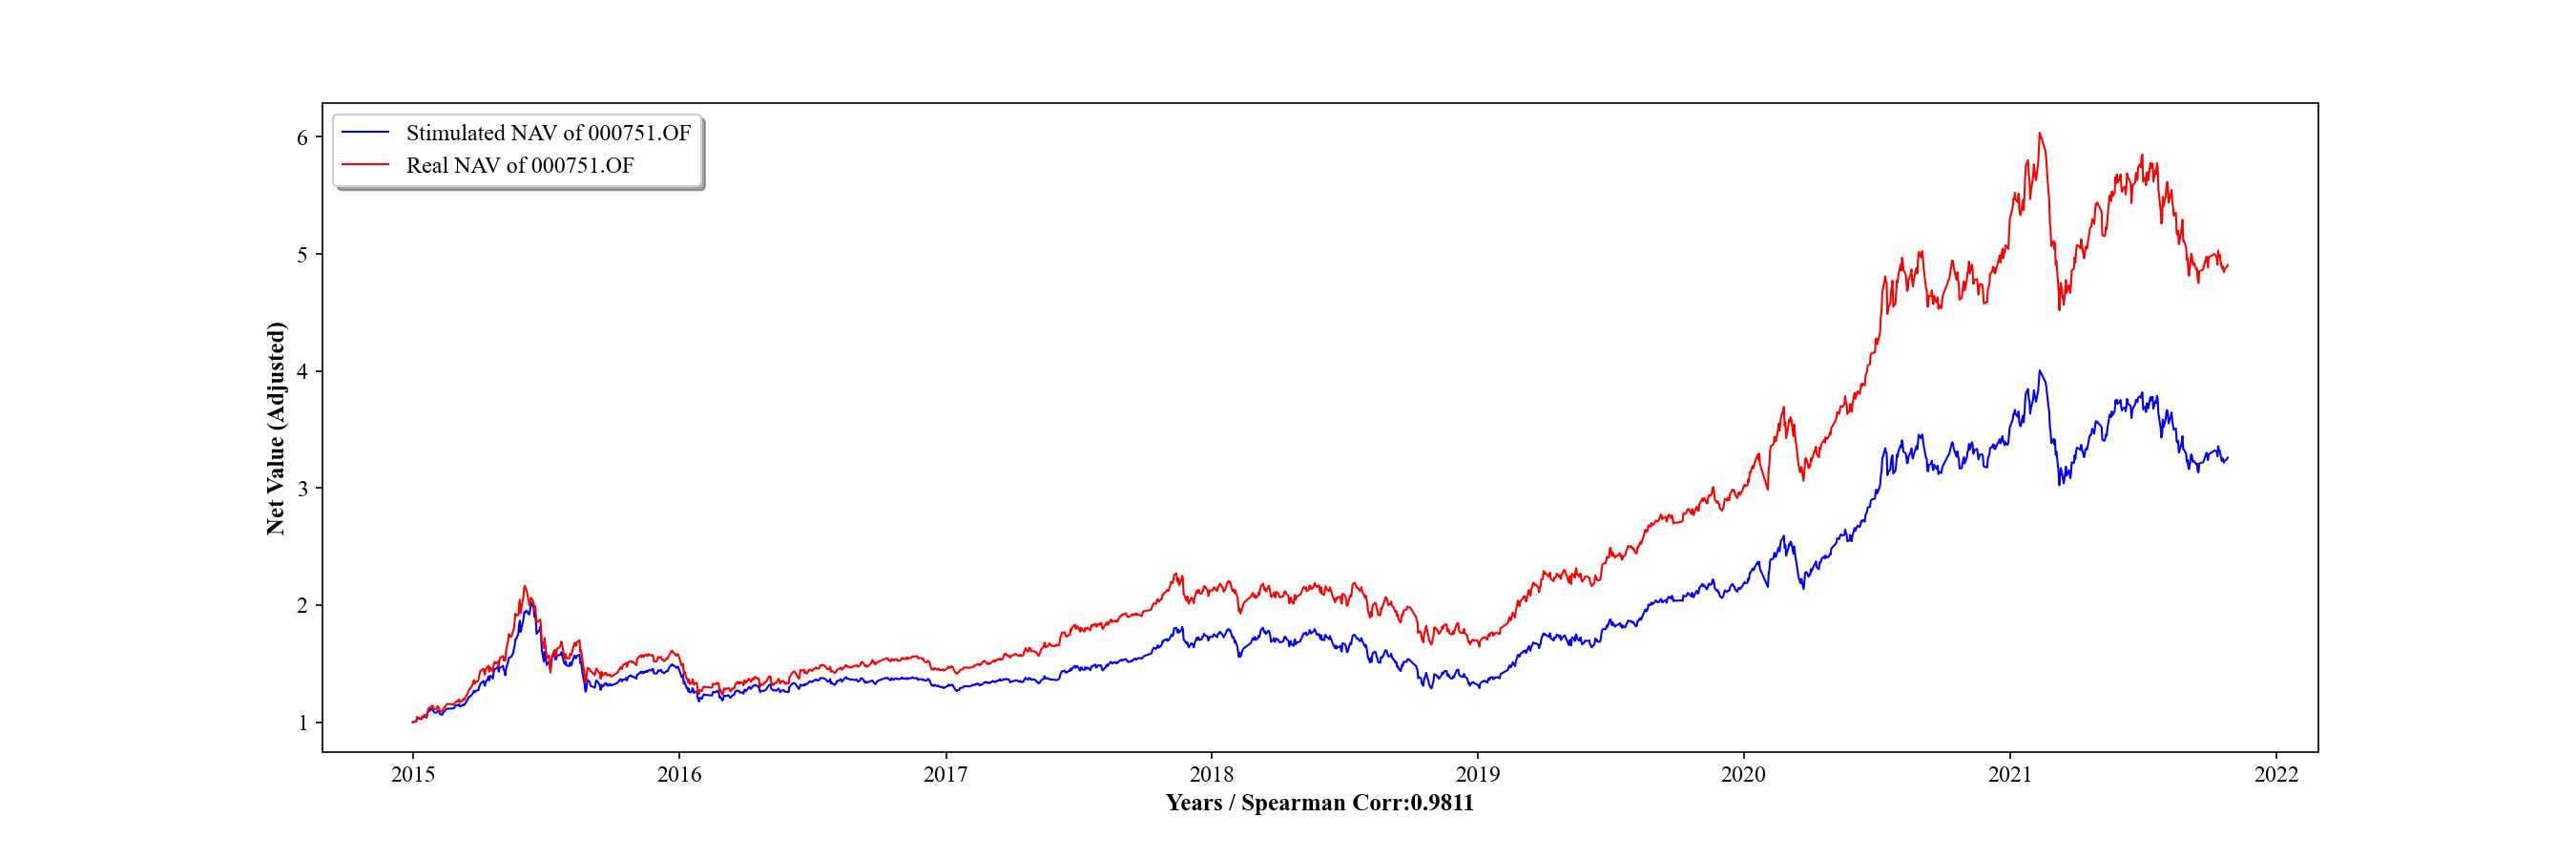 Stimulated NAV of 000751.OF
Real NAV of 000751.OF
Net Value (Adjusted)
6
5
4
3
2
1
2015 2016 2017 2018 2019 2020 2021 2022
Years / Spearman Corr:0.9811